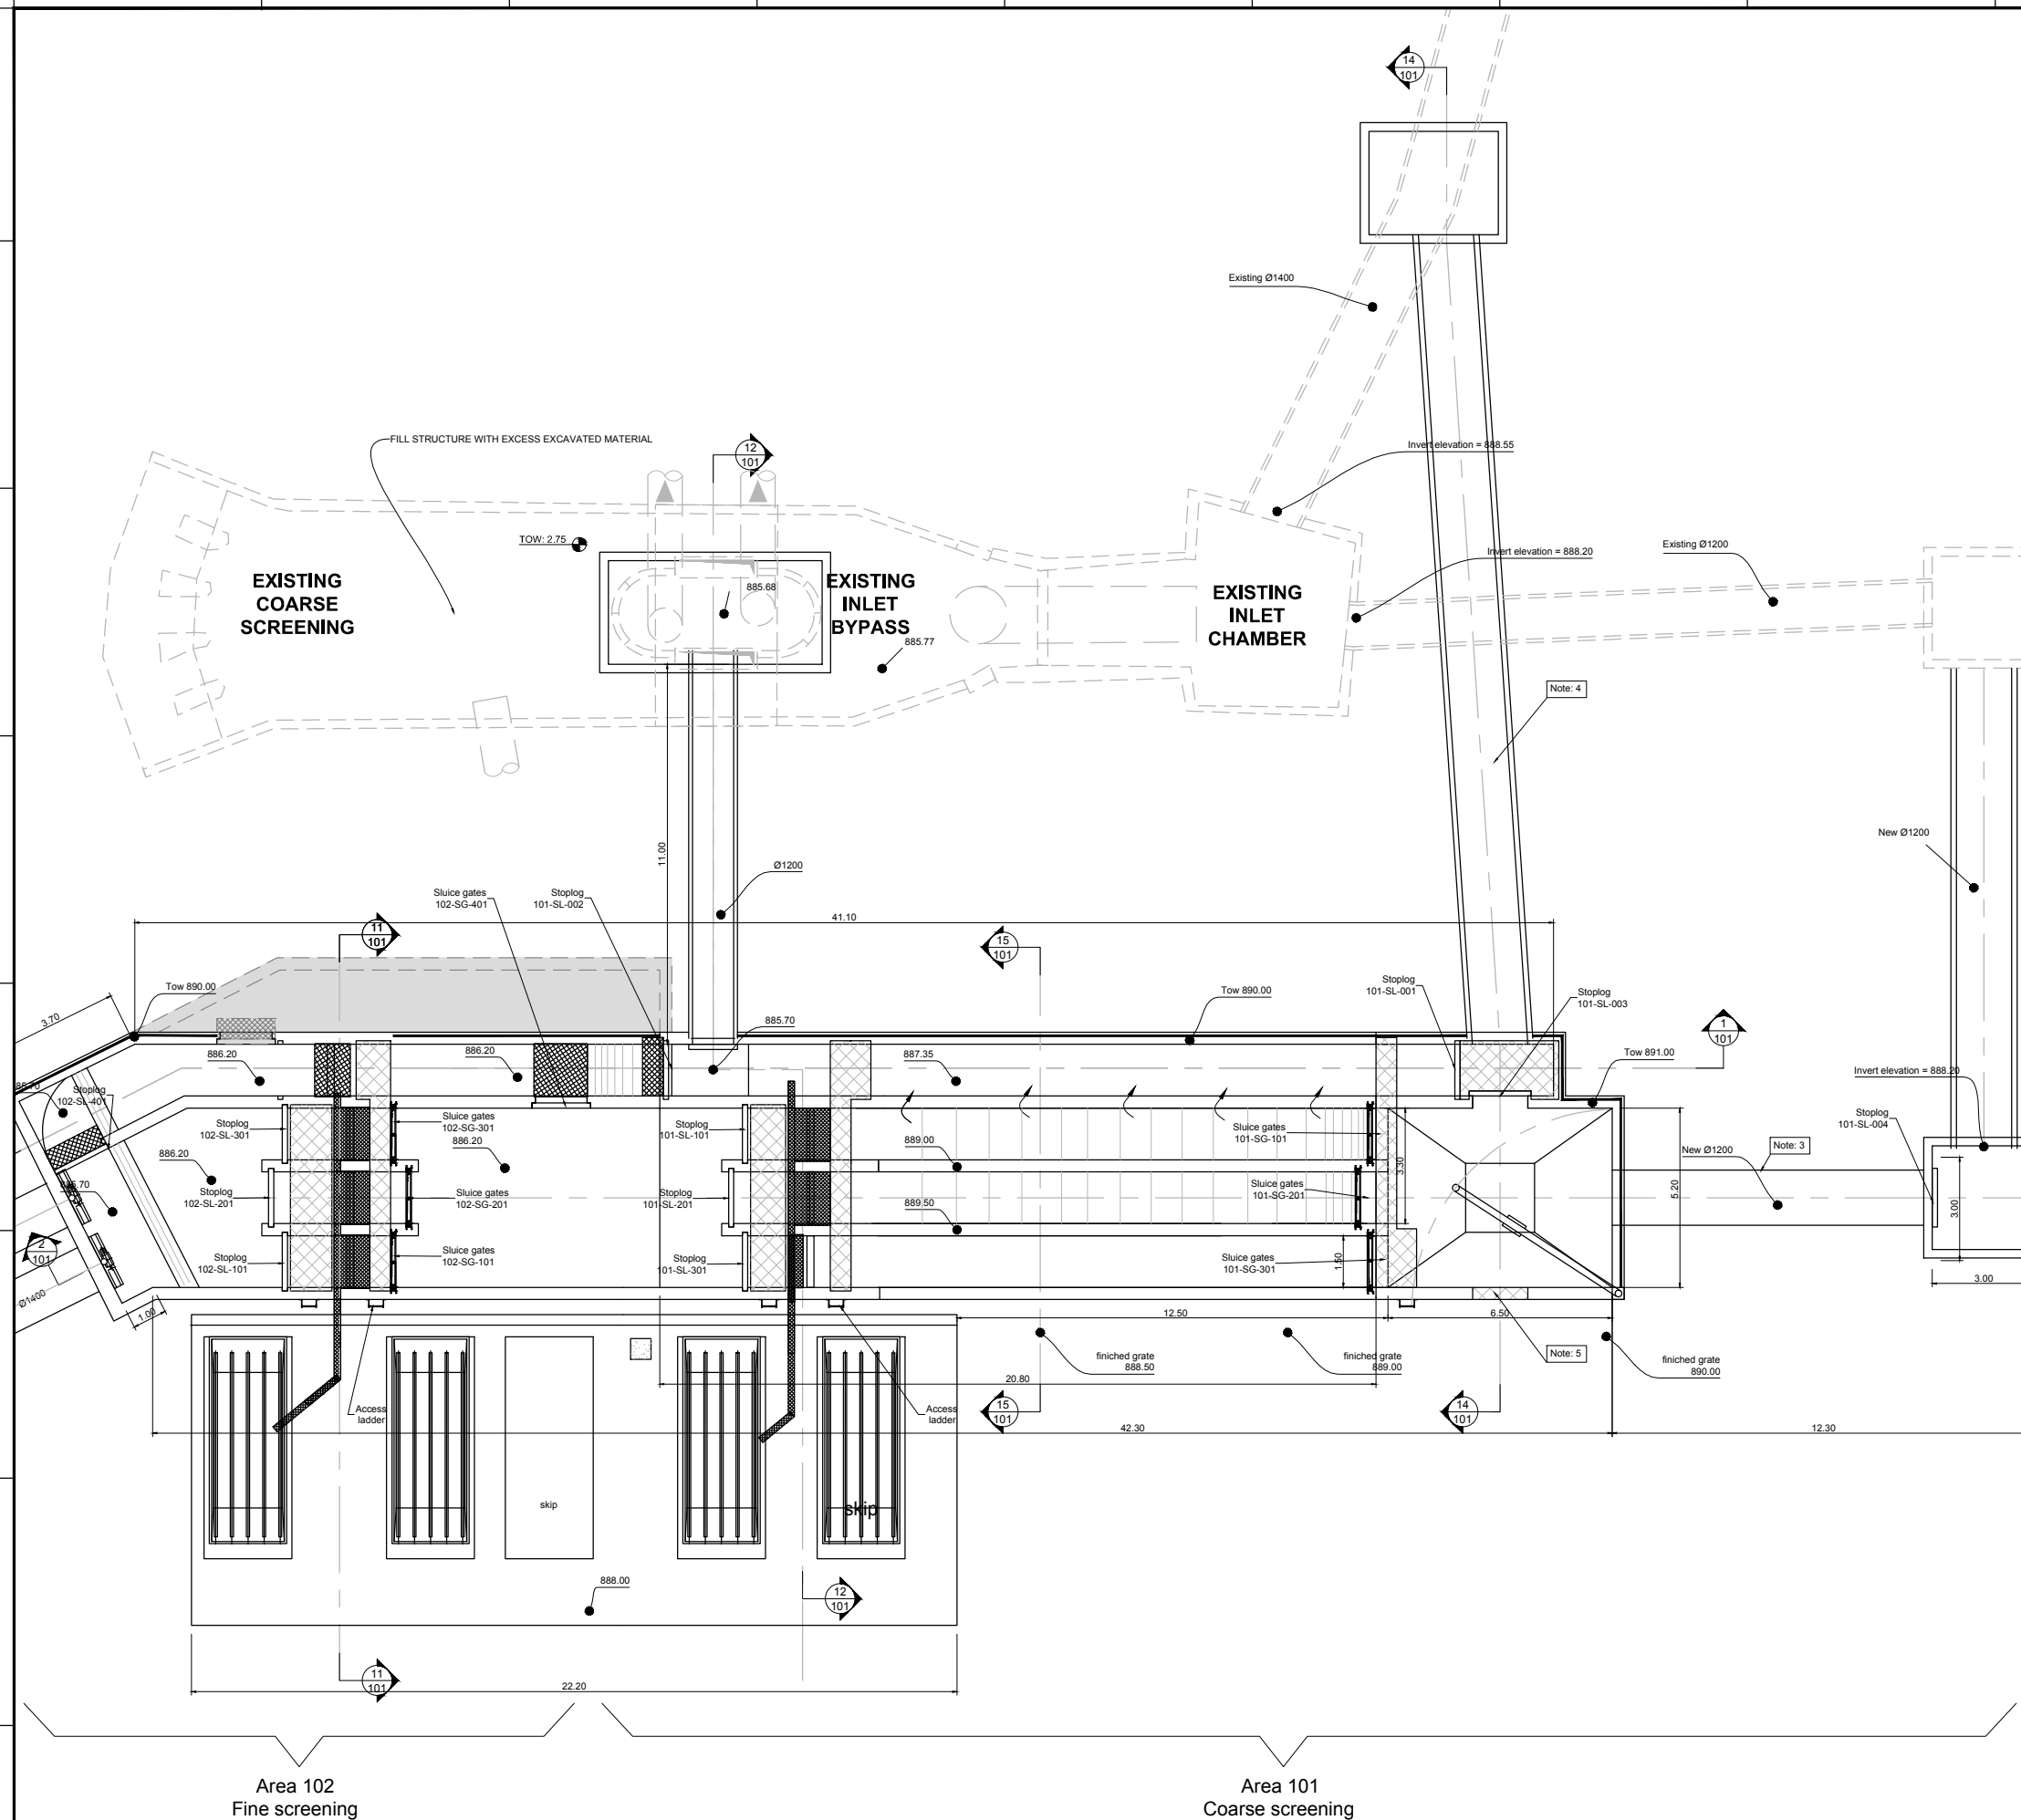 14
101
Existing Ø1400
FILL STRUCTURE WITH EXCESS EXCAVATED MATERIAL
12
101
Invert elevation = 888.55
TOW: 2.75
Invert elevation = 888.20
Existing Ø1200
EXISTING
COARSE
SCREENING
885.68
EXISTING
INLET
BYPASS
885.77
EXISTING
INLET
CHAMBER
Note: 4
New Ø1200
11.00
Ø1200
Sluice gates
102-SG-401
Stoplog
101-SL-002
41.10
11
101
15
101
Tow 890.00
3.70
Tow 890.00
Stoplog
101-SL-001
Stoplog
101-SL-003
885.70
1
101
886.20
886.20
887.35
Tow 891.00
Invert elevation = 888.20
Stoplog
102-SL-401
Stoplog
102-SL-301
Sluice gates
102-SG-301
886.20
Stoplog
101-SL-101
889.00
Sluice gates
101-SG-101
3.30
Stoplog
101-SL-004
Note: 3
New Ø1200
886.20
Stoplog
102-SL-201
Sluice gates
102-SG-201
Stoplog
101-SL-201
889.50
Sluice gates
101-SG-201
5.20
3.00
2
101
Stoplog
102-SL-101
Sluice gates
102-SG-101
Stoplog
101-SL-301
Sluice gates
101-SG-301
1.50
3.00
Ø1400
1.00
12.50
6.50
finiched grate
888.50
finiched grate
889.00
Note: 5
finiched grate
890.00
20.80
Access
ladder
Access
ladder
15
101
14
101
42.30
12.30
skip
skip
888.00
12
101
11
101
22.20
Area 102
Fine screening
Area 101
Coarse screening